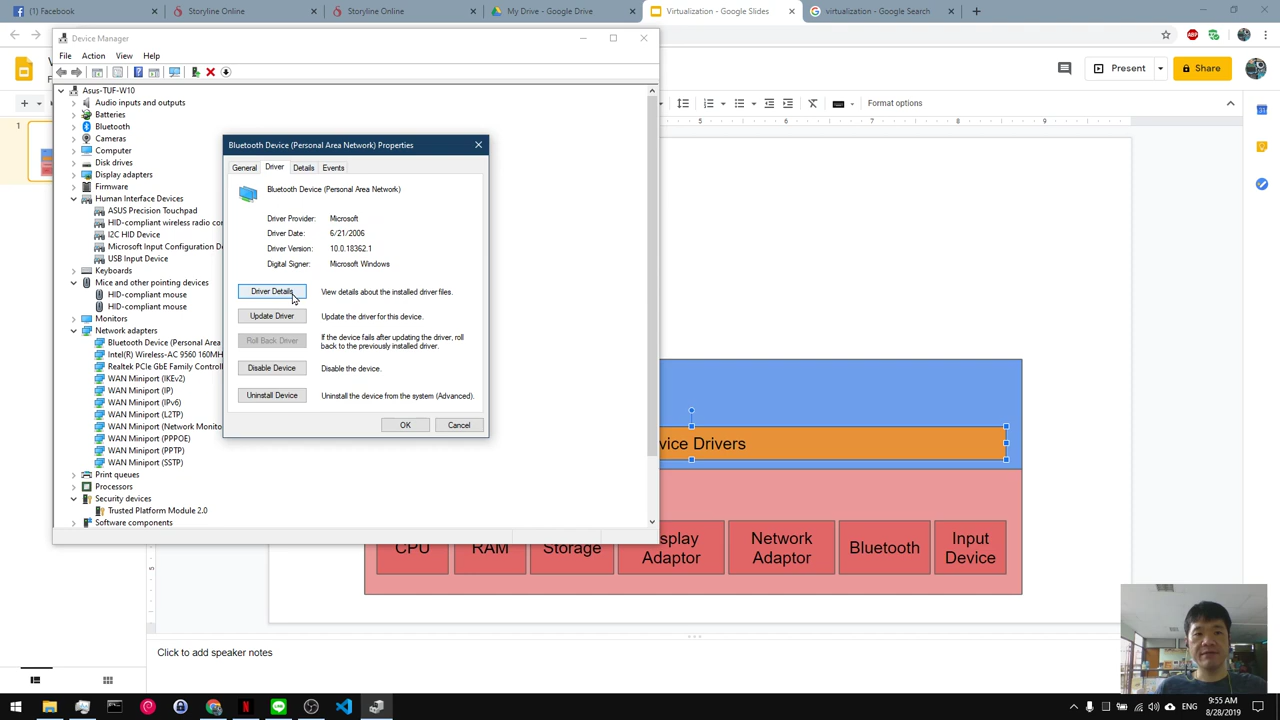 Facebook
Storyline Online
Storyline Online
My Drive - Google Drive
Virtualization - Google Slides
virtualization - Google Search
Device Manager
File Action View Help
Present
Share
Format options
Asus-TUF-W10
Audio inputs and outputs
Batteries
Bluetooth
Cameras
Computer
Disk drives
Display adapters
Firmware
Human Interface Devices
ASUS Precision Touchpad
HID-compliant wireless radio co
I2C HID Device
Microsoft Input Configuration D
USB Input Device
Keyboards
Mice and other pointing devices
HID-compliant mouse
HID-compliant mouse
Monitors
Network adapters
Bluetooth Device (Personal Area
Intel(R) Wireless-AC 9560 160MH
Realtek PCIe GbE Family Control
WAN Miniport (IKEv2)
WAN Miniport (IP)
WAN Miniport (IPv6)
WAN Miniport (L2TP)
WAN Miniport (Network Monito
WAN Miniport (PPPOE)
WAN Miniport (PPTP)
WAN Miniport (SSTP)
Print queues
Processors
Security devices
Trusted Platform Module 2.0
Software components
Bluetooth Device (Personal Area Network) Properties
General Driver Details Events
Bluetooth Device (Personal Area Network)
Driver Provider: Microsoft
Driver Date: 6/21/2006
Driver Version: 10.0.18362.1
Digital Signer: Microsoft Windows
Driver Details View details about the installed driver files.
Update Driver Update the driver for this device.
Roll Back Driver If the device fails after updating the driver, roll
back to the previously installed driver.
Disable Device Disable the device.
Uninstall Device Uninstall the device from the system (Advanced).
OK Cancel
5 6 7 8 9
1
vice Drivers
CPU
RAM
Storage
splay
Adaptor
Network
Adaptor
Bluetooth
Input
Device
5
Click to add speaker notes
ENG
9:55 AM
8/28/2019